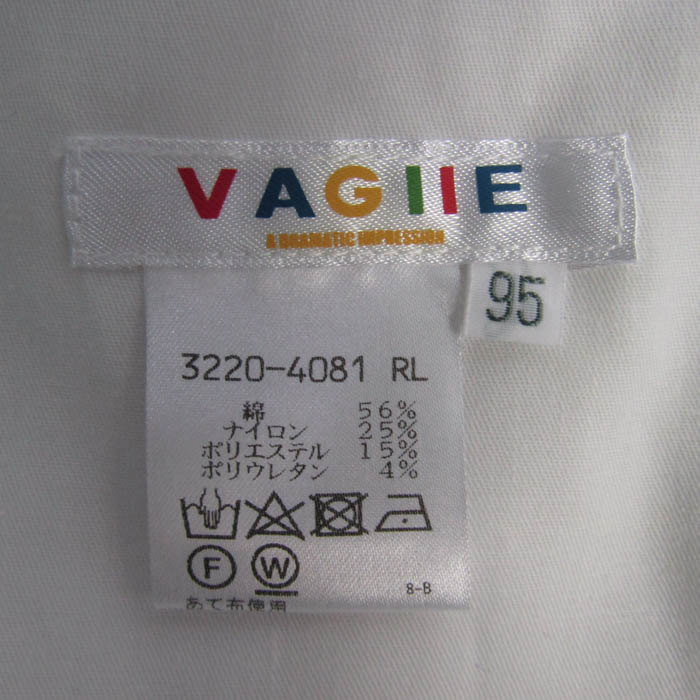 VAGIIE
A DRAMATIC IMPRESSION
95
3220-4081 RL
綿 56%
ナイロン 25%
ポリエステル 15%
ポリウレタン 4%
F W
8-B
あて布使用